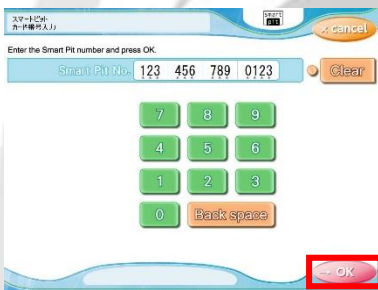 スマートピット
カード番号入力
smart
pit
× cancel
Enter the Smart Pit number and press OK.
Smart Pit No. 123 456 789 0123
Clear
7 8 9
4 5 6
1 2 3
0 Back space
→ OK